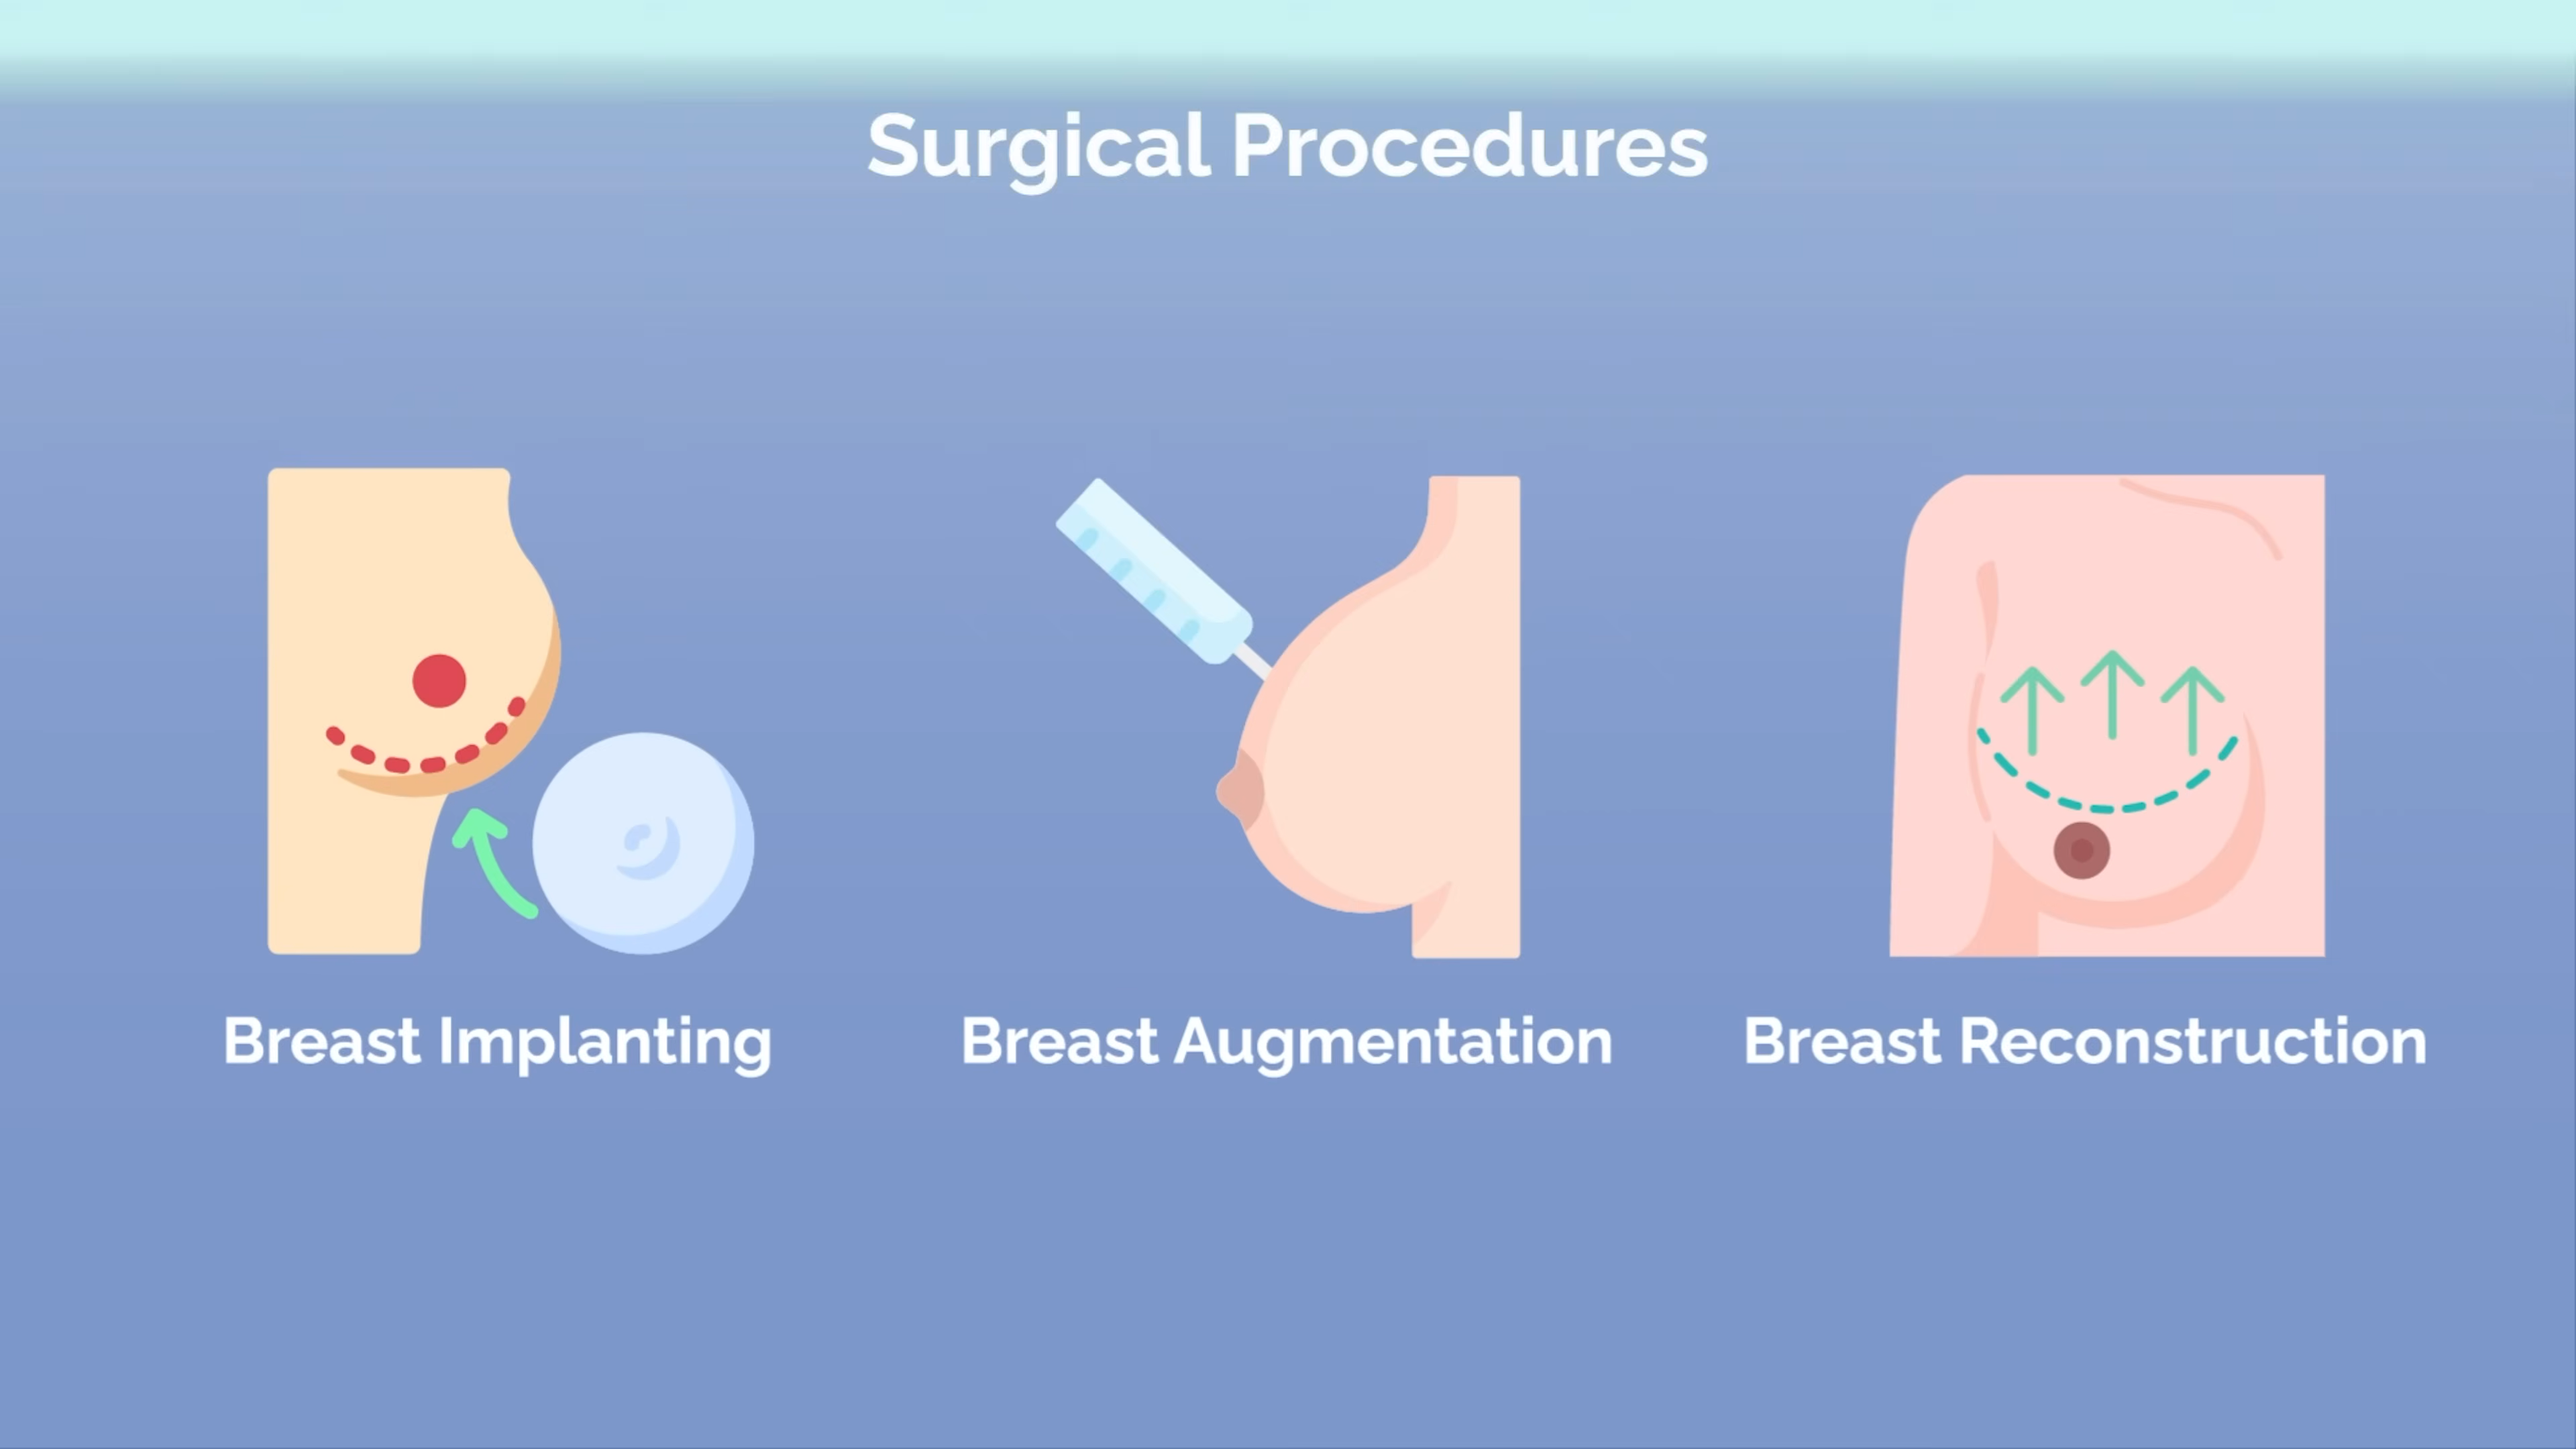 Surgical Procedures
Breast Implanting
Breast Augmentation
Breast Reconstruction